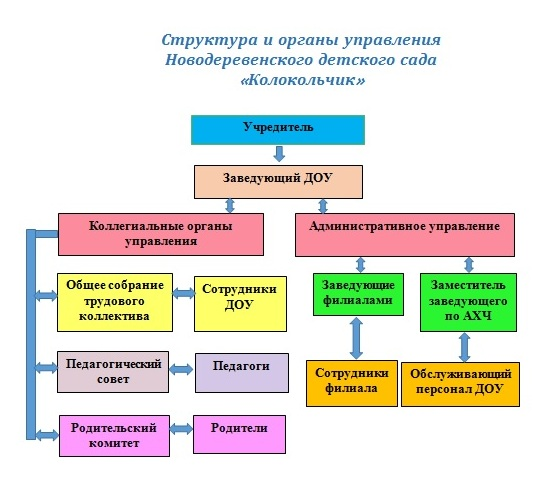 Структура и органы управления
Новодеревенского детского сада
«Колокольчик»
Учредитель
Заведующий ДОУ
Коллегиальные органы
управления
Административное управление
Общее собрание
трудового
коллектива
Сотрудники
ДОУ
Заведующие
филиалами
Заместитель
заведующего
по АХЧ
Педагогический
совет
Педагоги
Сотрудники
филиала
Обслуживающий
персонал ДОУ
Родительский
комитет
Родители